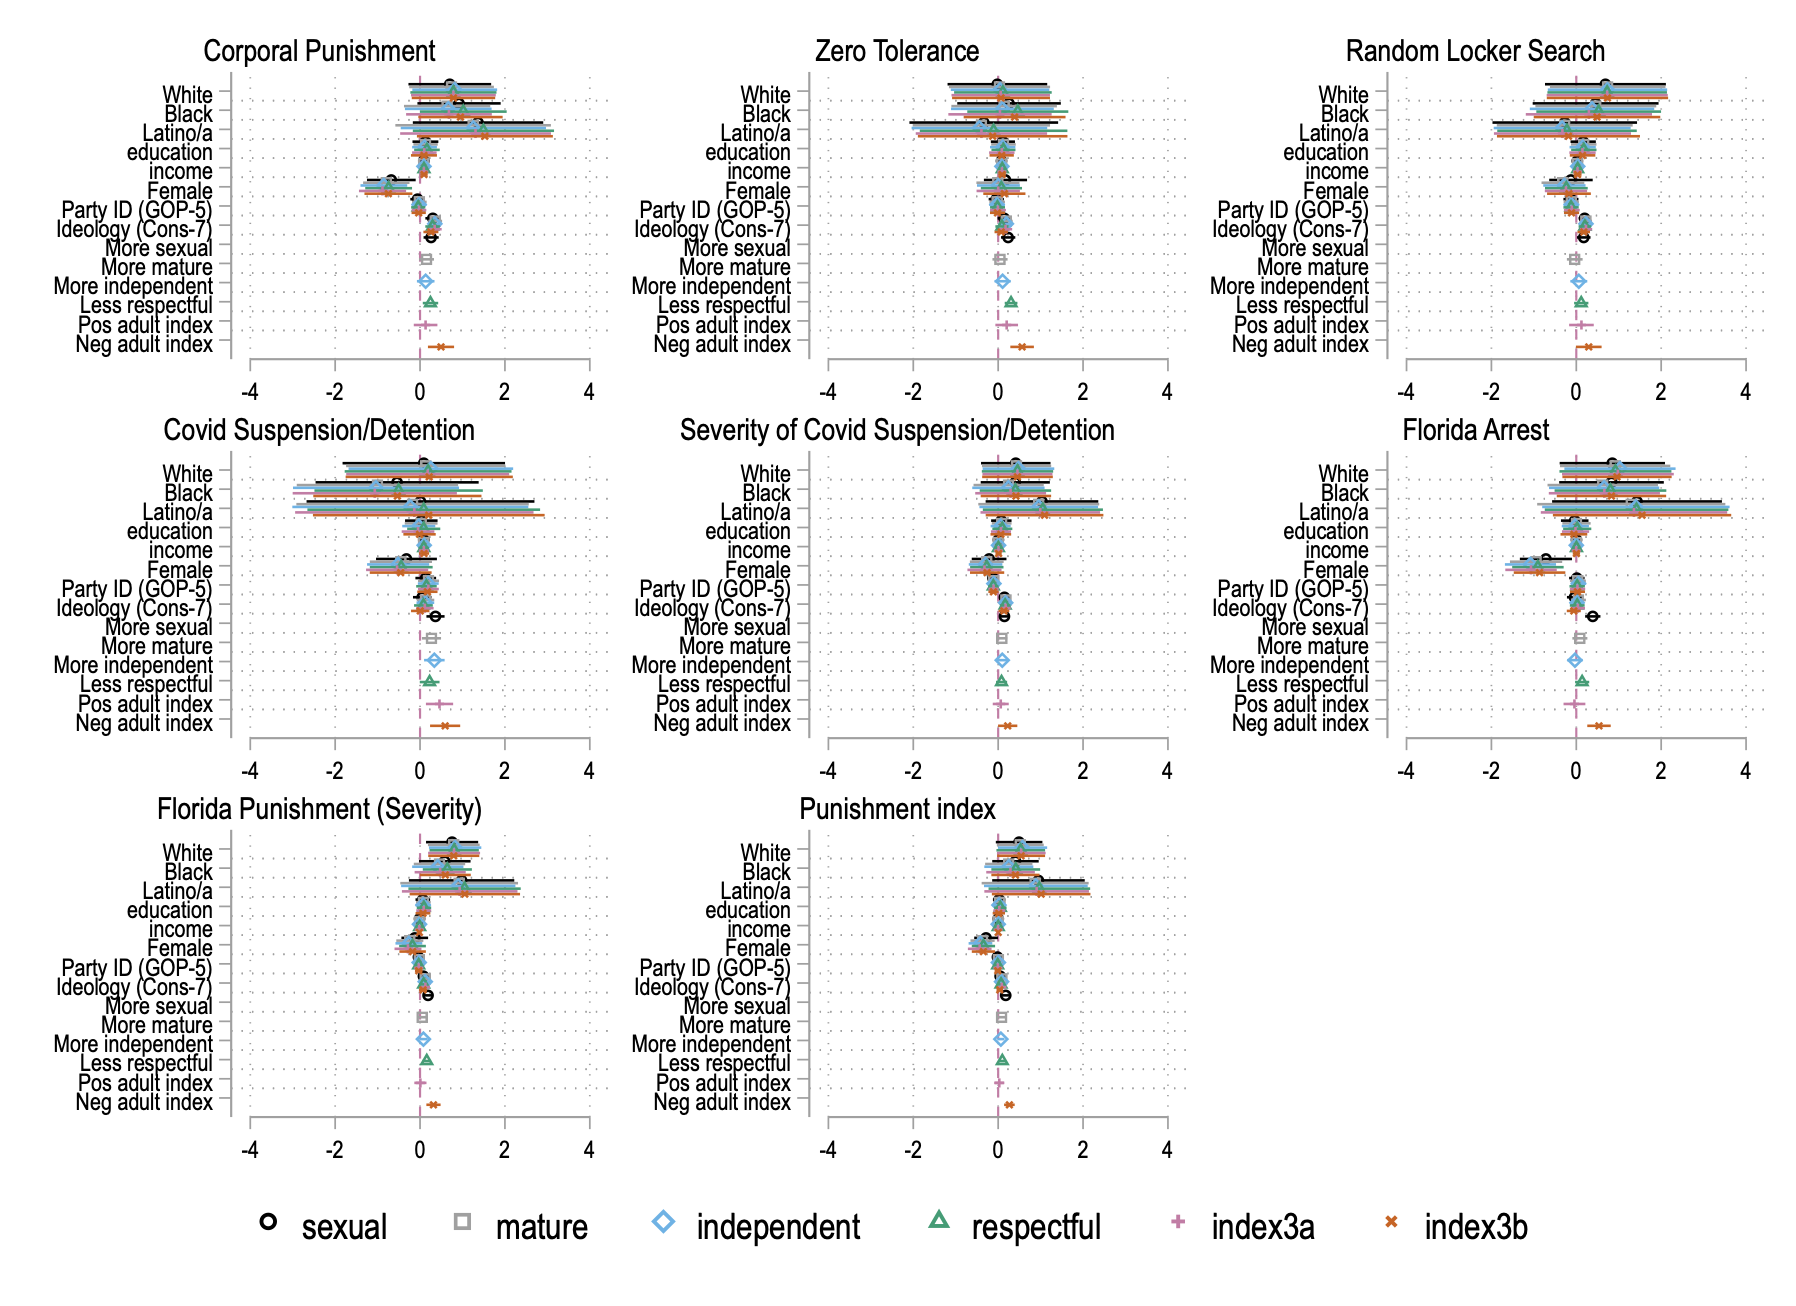 Corporal Punishment
White
Black
Latino/a
education
income
Female
Party ID (GOP-5)
Ideology (Cons-7)
More sexual
More mature
More independent
Less respectful
Pos adult index
Neg adult index
-4 -2 0 2 4
Zero Tolerance
White
Black
Latino/a
education
income
Female
Party ID (GOP-5)
Ideology (Cons-7)
More sexual
More mature
More independent
Less respectful
Pos adult index
Neg adult index
-4 -2 0 2 4
Random Locker Search
White
Black
Latino/a
education
income
Female
Party ID (GOP-5)
Ideology (Cons-7)
More sexual
More mature
More independent
Less respectful
Pos adult index
Neg adult index
-4 -2 0 2 4
Covid Suspension/Detention
White
Black
Latino/a
education
income
Female
Party ID (GOP-5)
Ideology (Cons-7)
More sexual
More mature
More independent
Less respectful
Pos adult index
Neg adult index
-4 -2 0 2 4
Severity of Covid Suspension/Detention
White
Black
Latino/a
education
income
Female
Party ID (GOP-5)
Ideology (Cons-7)
More sexual
More mature
More independent
Less respectful
Pos adult index
Neg adult index
-4 -2 0 2 4
Florida Arrest
White
Black
Latino/a
education
income
Female
Party ID (GOP-5)
Ideology (Cons-7)
More sexual
More mature
More independent
Less respectful
Pos adult index
Neg adult index
-4 -2 0 2 4
Florida Punishment (Severity)
White
Black
Latino/a
education
income
Female
Party ID (GOP-5)
Ideology (Cons-7)
More sexual
More mature
More independent
Less respectful
Pos adult index
Neg adult index
-4 -2 0 2 4
Punishment index
White
Black
Latino/a
education
income
Female
Party ID (GOP-5)
Ideology (Cons-7)
More sexual
More mature
More independent
Less respectful
Pos adult index
Neg adult index
-4 -2 0 2 4
sexual mature independent respectful index3a index3b